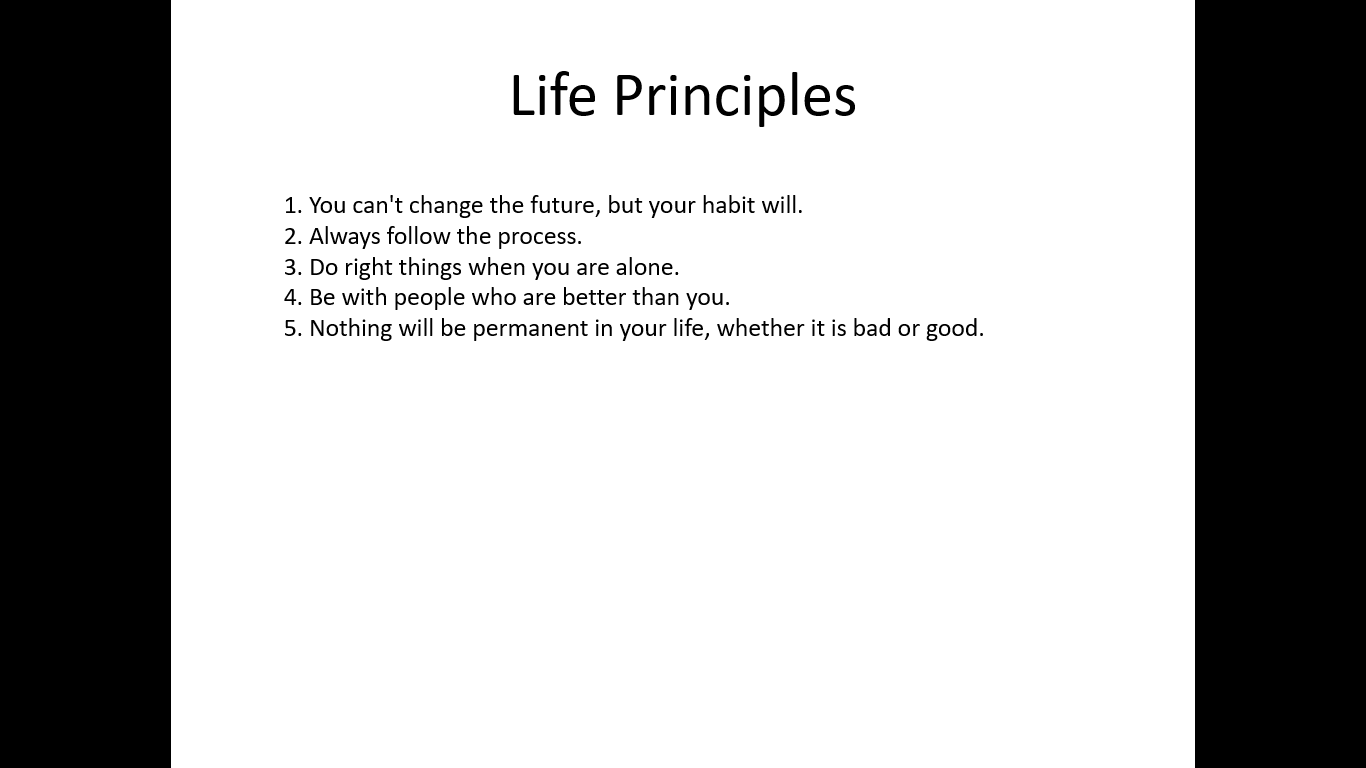 Life Principles
1. You can't change the future, but your habit will.
2. Always follow the process.
3. Do right things when you are alone.
4. Be with people who are better than you.
5. Nothing will be permanent in your life, whether it is bad or good.